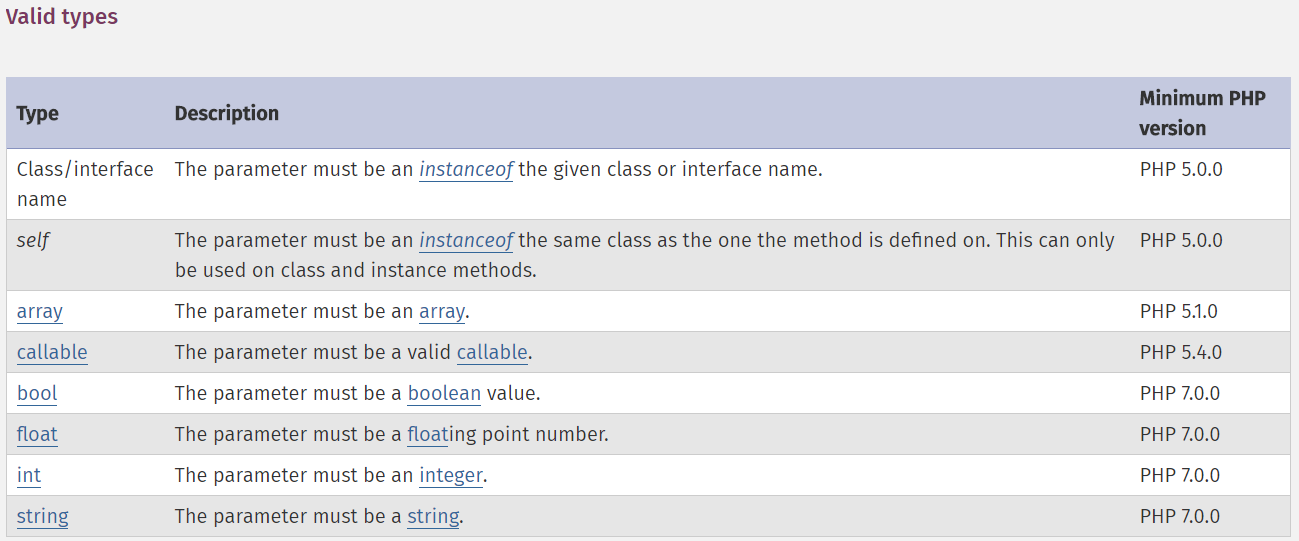 Valid types
Type Description Minimum PHP
version
Class/interface The parameter must be an instanceof the given class or interface name. PHP 5.0.0
name
self The parameter must be an instanceof the same class as the one the method is defined on. This can only PHP 5.0.0
be used on class and instance methods.
array The parameter must be an array. PHP 5.1.0
callable The parameter must be a valid callable. PHP 5.4.0
bool The parameter must be a boolean value. PHP 7.0.0
float The parameter must be a floating point number. PHP 7.0.0
int The parameter must be an integer. PHP 7.0.0
string The parameter must be a string. PHP 7.0.0